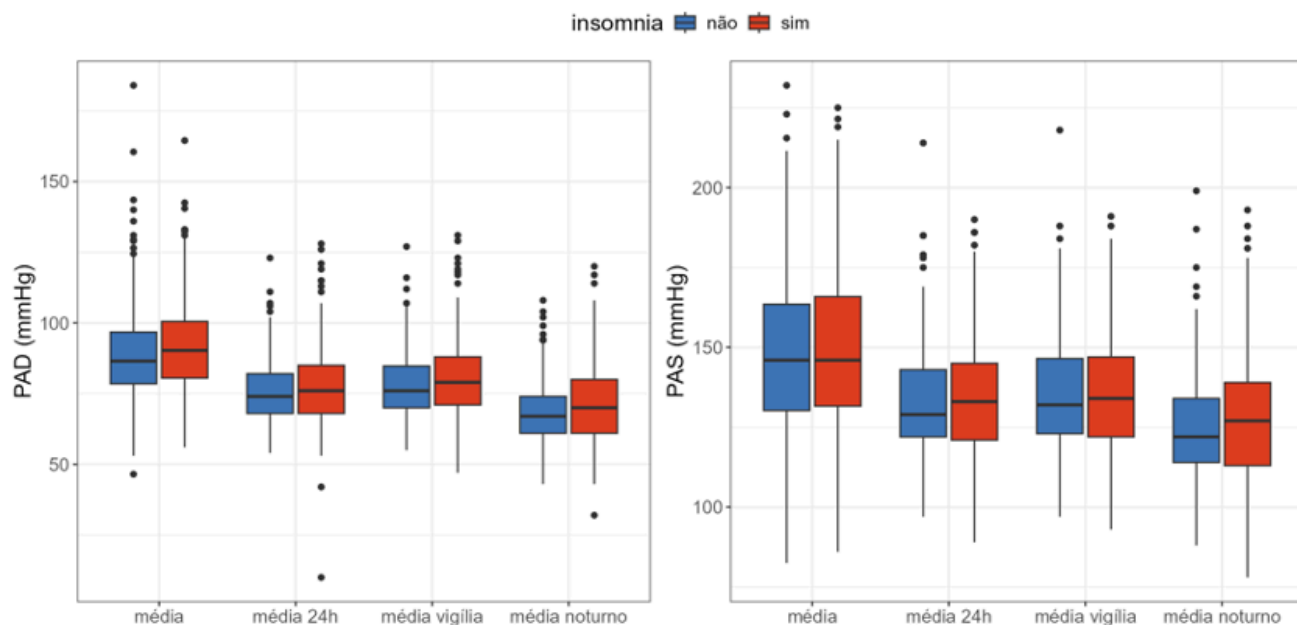 insomnia não sim
PAD (mmHg)
150
100
50
média média 24h média vigília média noturno
PAS (mmHg)
200
150
100
média média 24h média vigília média noturno